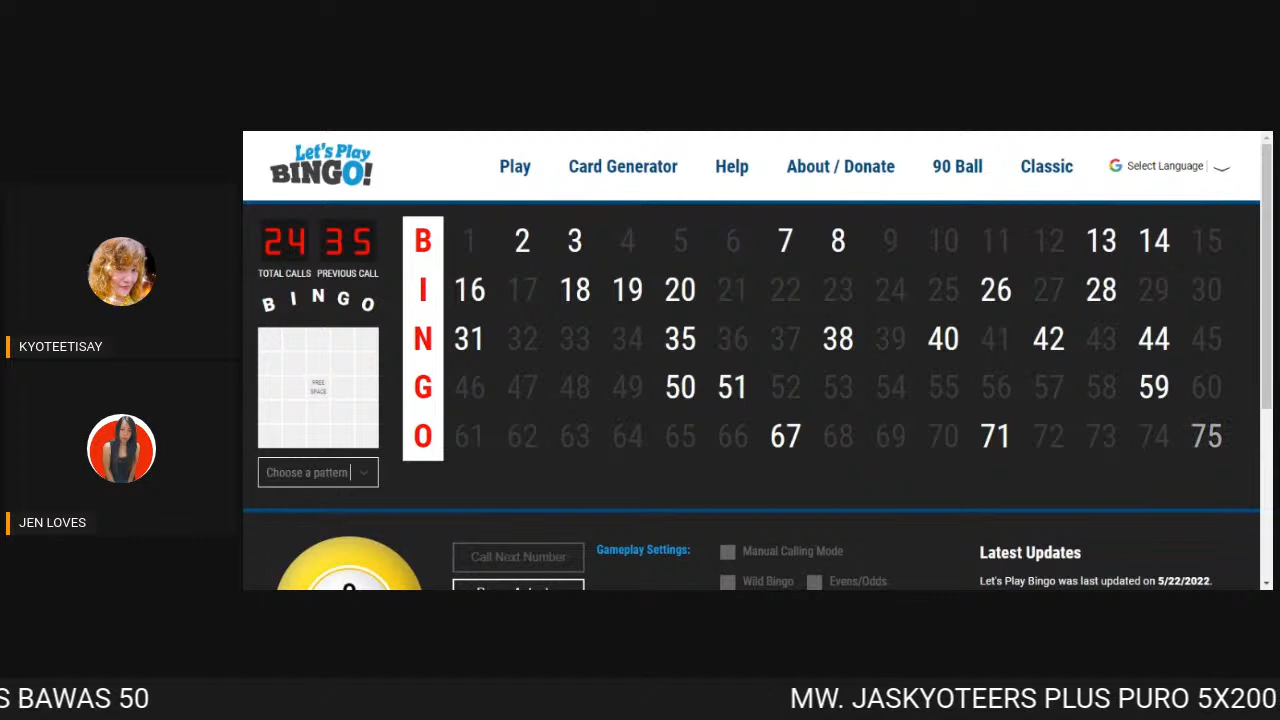 Let's Play
BINGO!
Play Card Generator Help About / Donate 90 Ball Classic Select Language
24 35
TOTAL CALLS PREVIOUS CALL
B I N G O
FREE
SPACE
Choose a pattern
B 1 2 3 4 5 6 7 8 9 10 11 12 13 14 15
I 16 17 18 19 20 21 22 23 24 25 26 27 28 29 30
N 31 32 33 34 35 36 37 38 39 40 41 42 43 44 45
G 46 47 48 49 50 51 52 53 54 55 56 57 58 59 60
O 61 62 63 64 65 66 67 68 69 70 71 72 73 74 75
KYOTEETISAY
JEN LOVES
Call Next Number
Gameplay Settings:
Manual Calling Mode
Wild Bingo Evens/Odds
Latest Updates
Let's Play Bingo was last updated on 5/22/2022.
S BAWAS 50 MW. JASKYOTEERS PLUS PURO 5X200